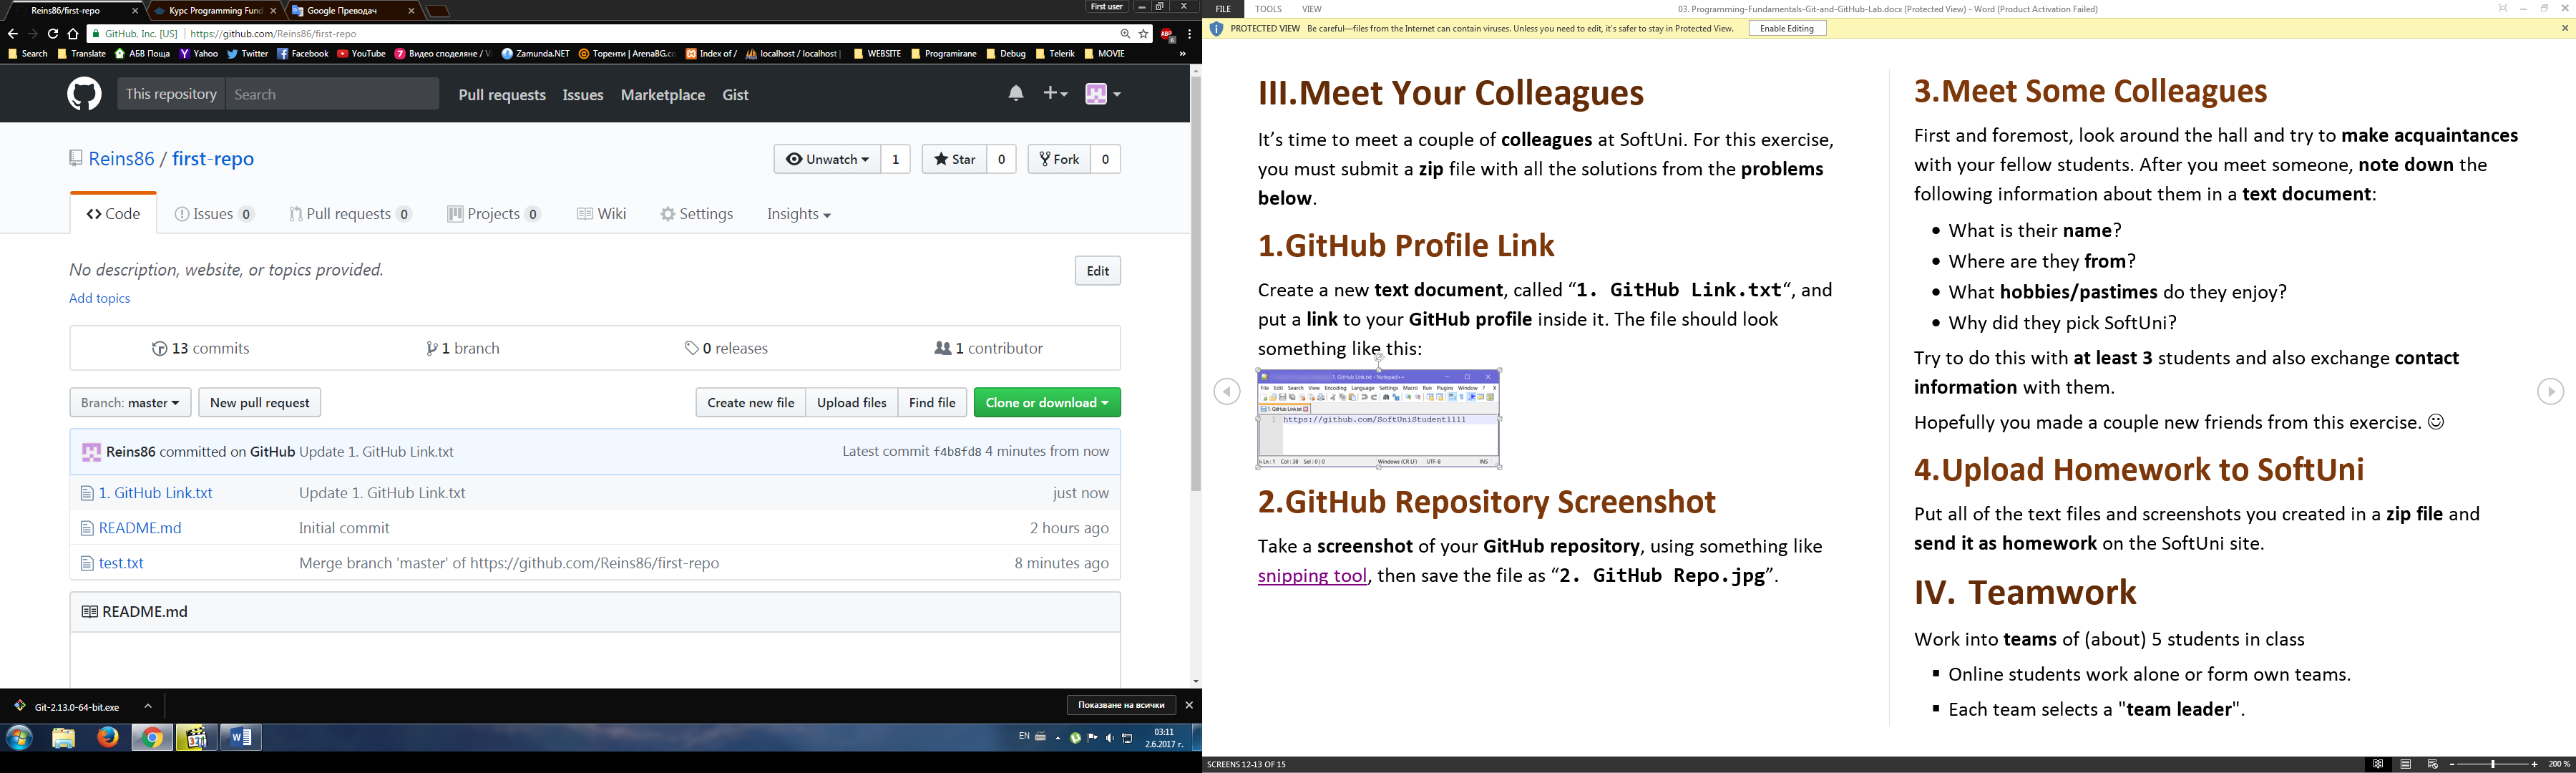 Reins86/first-repo
Курс Programming Fund
Google Преводач
First user
GitHub, Inc. [US]
https://github.com/Reins86/first-repo
Search
Translate
АБВ Поща
Yahoo
Twitter
Facebook
YouTube
Видео споделяне / V
Zamunda.NET
Торенти | ArenaBG.co
Index of /
localhost / localhost |
WEBSITE
Programirane
Debug
Telerik
MOVIE
»
This repository
Search
Pull requests
Issues
Marketplace
Gist
Reins86 / first-repo
Unwatch 1
Star 0
Fork 0
Code
Issues 0
Pull requests 0
Projects 0
Wiki
Settings
Insights
No description, website, or topics provided.
Edit
Add topics
13 commits
1 branch
0 releases
1 contributor
Branch: master
New pull request
Create new file
Upload files
Find file
Clone or download
Reins86 committed on GitHub Update 1. GitHub Link.txt
Latest commit f4b8fd8 4 minutes from now
1. GitHub Link.txt
Update 1. GitHub Link.txt
just now
README.md
Initial commit
2 hours ago
test.txt
Merge branch 'master' of https://github.com/Reins86/first-repo
8 minutes ago
README.md
Git-2.13.0-64-bit.exe
Показване на всички
EN
03:11
2.6.2017 г.
FILE
TOOLS
VIEW
03. Programming-Fundamentals-Git-and-GitHub-Lab.docx (Protected View) - Word (Product Activation Failed)
PROTECTED VIEW
Be careful—files from the Internet can contain viruses. Unless you need to edit, it's safer to stay in Protected View.
Enable Editing
III.Meet Your Colleagues
It's time to meet a couple of colleagues at SoftUni. For this exercise,
you must submit a zip file with all the solutions from the problems
below.
1.GitHub Profile Link
Create a new text document, called “1. GitHub Link.txt“, and
put a link to your GitHub profile inside it. The file should look
something like this:
1. GitHub Link.txt - Notepad++
File Edit Search View Encoding Language Settings Macro Run Plugins Window ? X
1. GitHub Link.txt
1 https://github.com/SoftUniStudent1111
Ln : 1 Col : 38 Sel : 0 | 0
Windows (CR LF)
UTF-8
INS
2.GitHub Repository Screenshot
Take a screenshot of your GitHub repository, using something like
snipping tool, then save the file as “2. GitHub Repo.jpg”.
3.Meet Some Colleagues
First and foremost, look around the hall and try to make acquaintances
with your fellow students. After you meet someone, note down the
following information about them in a text document:
• What is their name?
• Where are they from?
• What hobbies/pastimes do they enjoy?
• Why did they pick SoftUni?
Try to do this with at least 3 students and also exchange contact
information with them.
Hopefully you made a couple new friends from this exercise. ☺
4.Upload Homework to SoftUni
Put all of the text files and screenshots you created in a zip file and
send it as homework on the SoftUni site.
IV. Teamwork
Work into teams of (about) 5 students in class
▪ Online students work alone or form own teams.
▪ Each team selects a "team leader".
SCREENS 12-13 OF 15
200 %